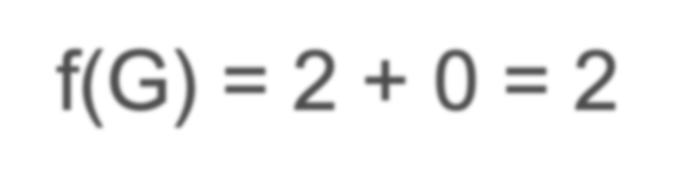 f(G) = 2 + 0 = 2